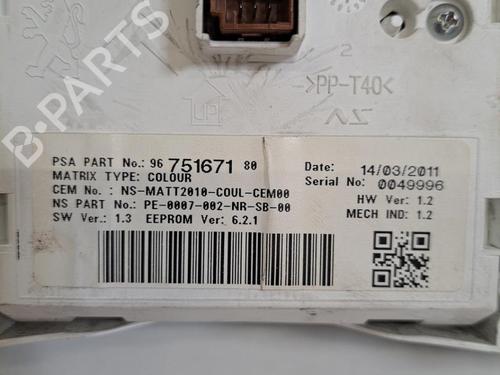 2
>PP-T40<
PSA PART No.: 96 751671 80
MATRIX TYPE: COLOUR
CEM No. : NS-MATT2010-COUL-CEM00
NS PART No.: PE-0007-002-NR-SB-00
SW Ver.: 1.3 EEPROM Ver: 6.2.1
Date: 14/03/2011
Serial No: 0049996
HW Ver: 1.2
MECH IND: 1.2